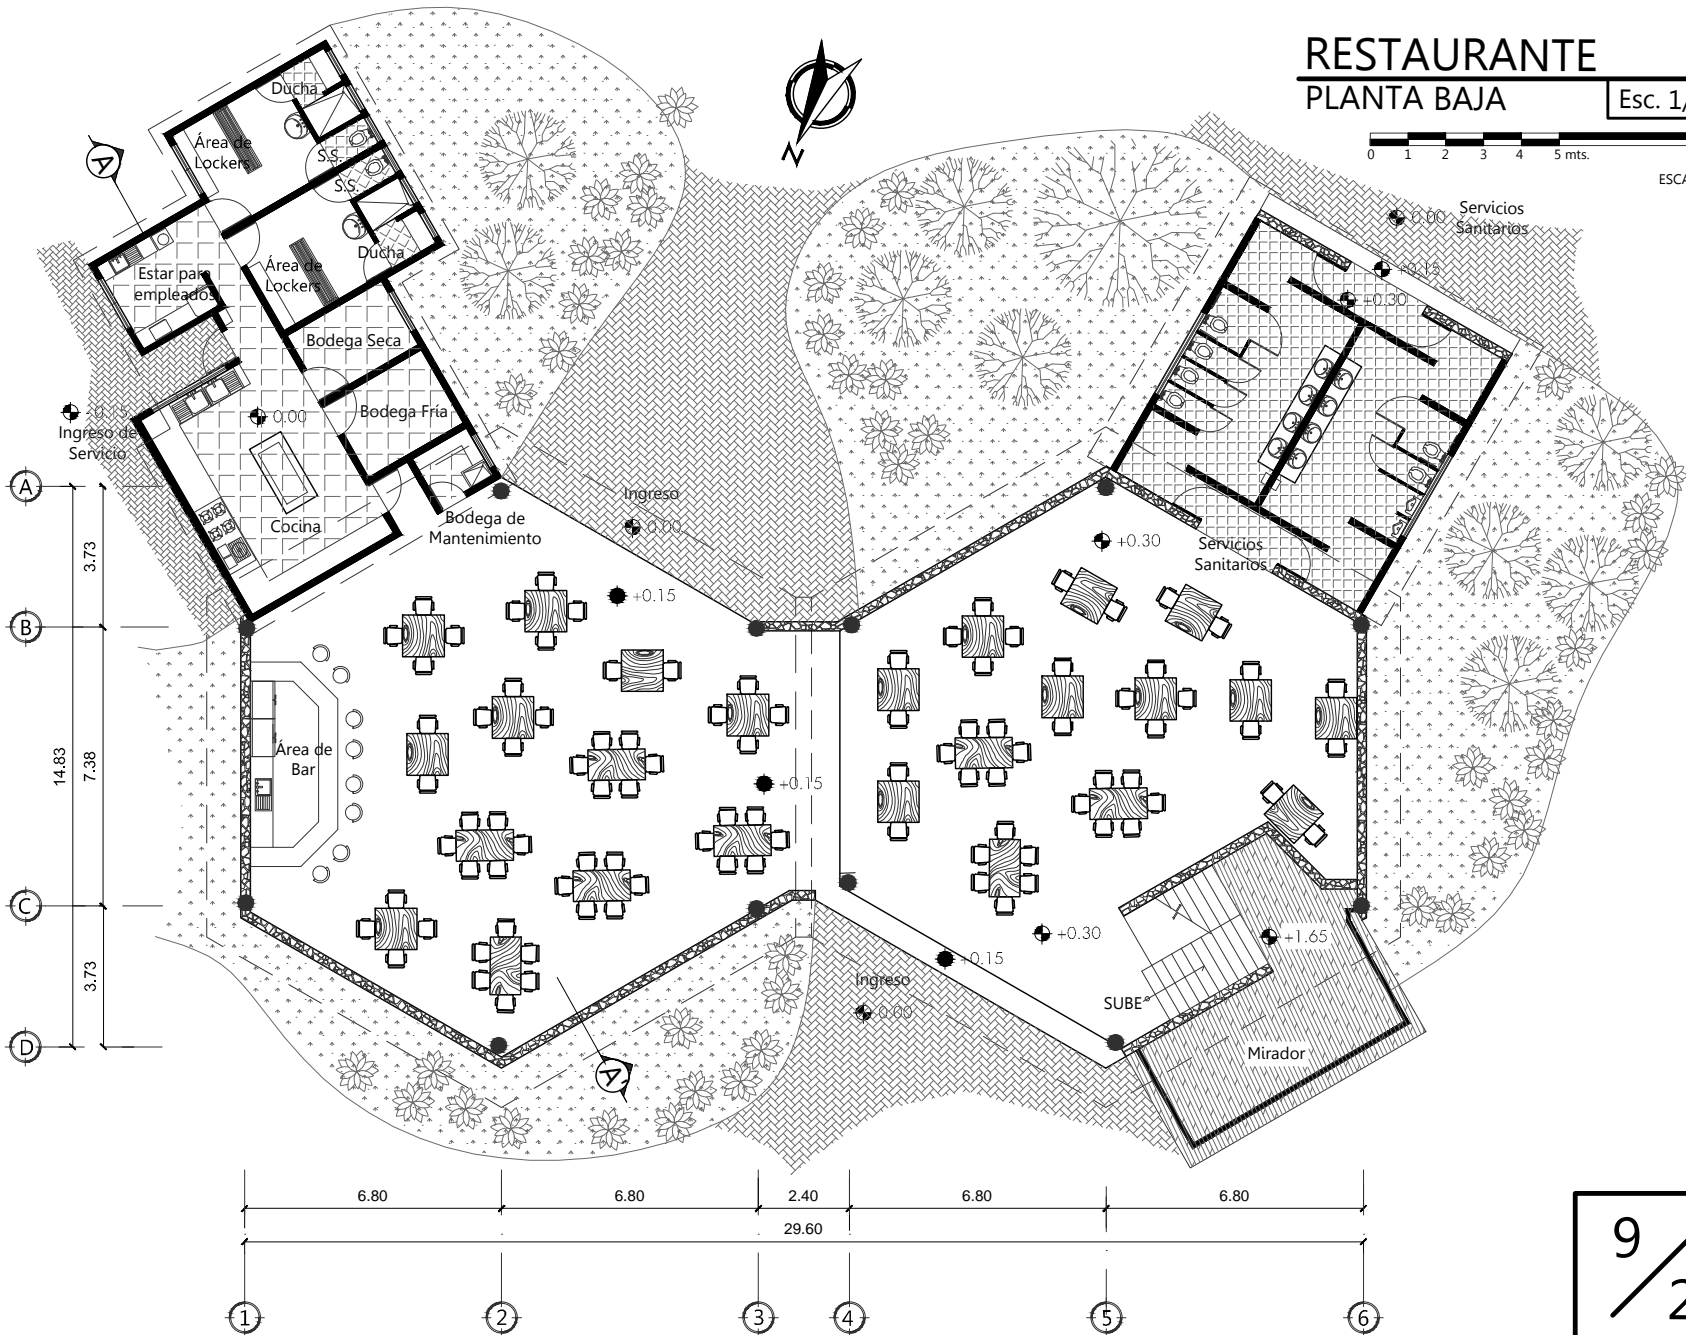 RESTAURANTE
PLANTA BAJA
Esc. 1/
0 1 2 3 4 5 mts.
ESCA
N
Ducha
Área de
Lockers
S.S.
S.S.
A
Ducha
Área de
Lockers
Estar para
empleados
Bodega Seca
Bodega Fría
0.00
Ingreso de
Servicio
Cocina
Bodega de
Mantenimiento
Ingreso
0.00
+0.15
0.00
Servicios
Sanitarios
+0.15
+0.30
+0.30
Servicios
Sanitarios
A
B
C
D
3.73
7.38
3.73
14.83
Área de
Bar
+0.15
+0.30
+0.15
Ingreso
0.00
+1.65
SUBE
Mirador
A'
6.80
6.80
2.40
6.80
6.80
29.60
1
2
3
4
5
6
9/2